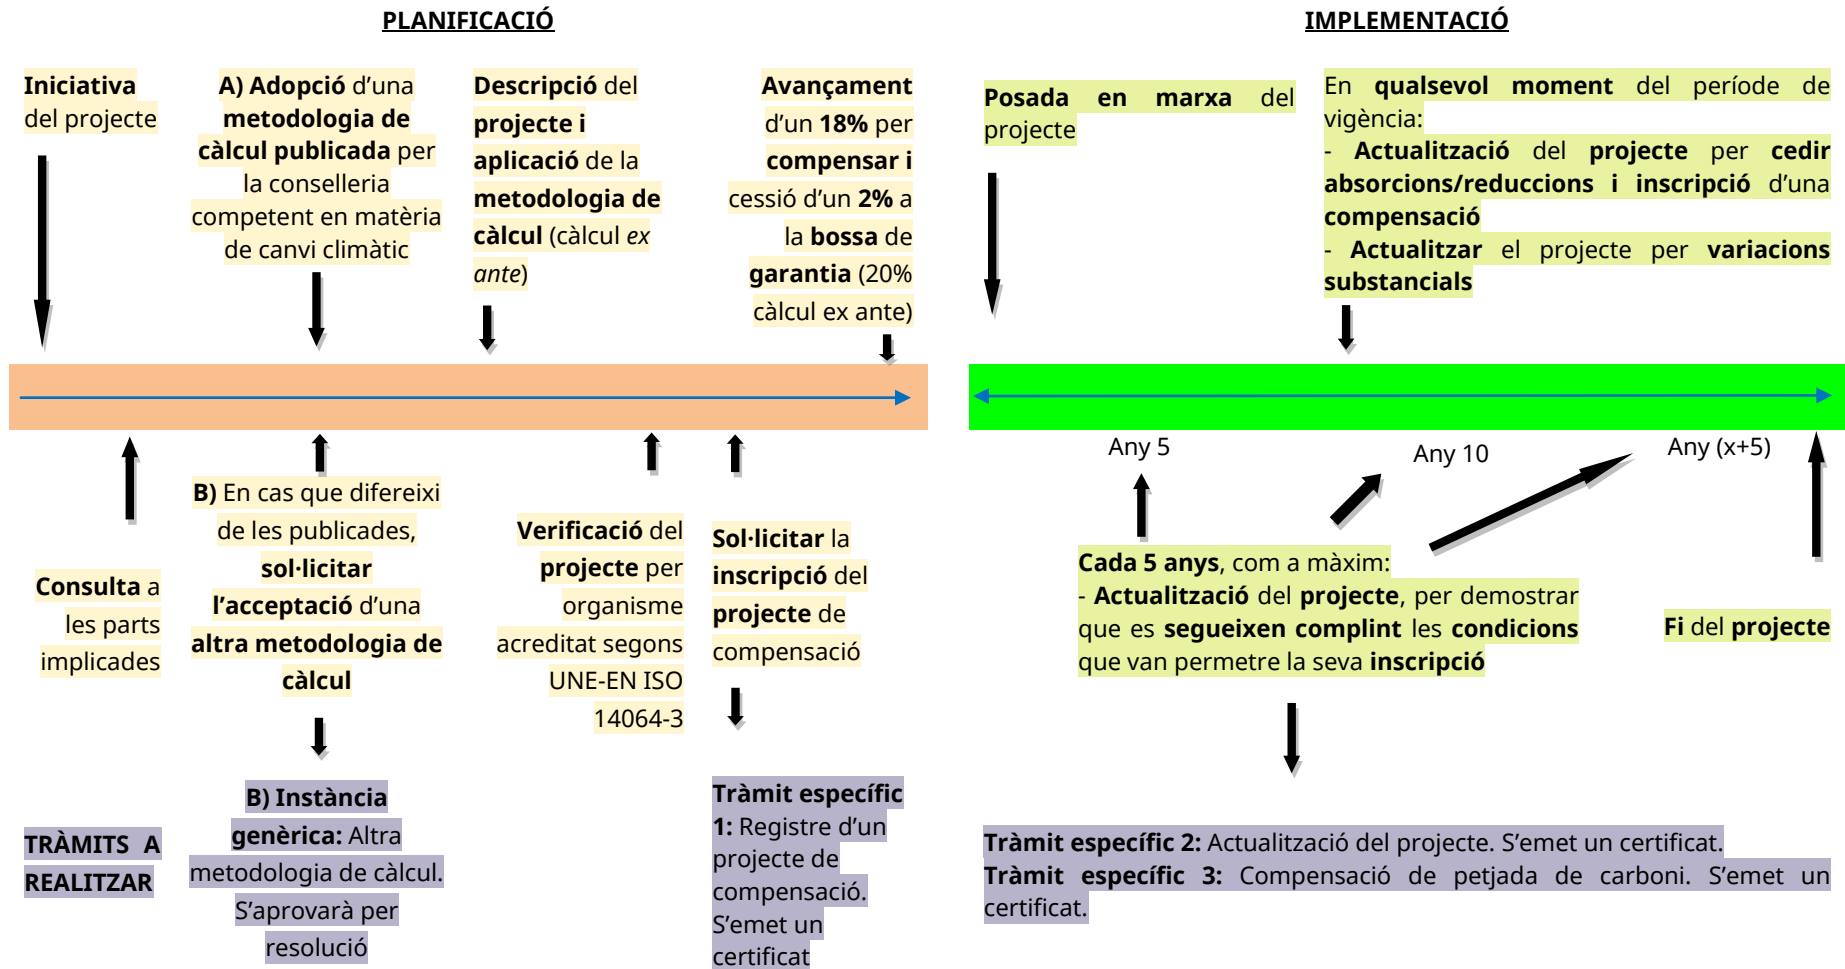 PLANIFICACIÓ
Iniciativa
del projecte
A) Adopció d’una
metodologia de
càlcul publicada per
la conselleria
competent en matèria
de canvi climàtic
Descripció del
projecte i
aplicació de la
metodologia de
càlcul (càlcul ex
ante)
Avançament
d’un 18% per
compensar i
cessió d’un 2% a
la bossa de
garantia (20%
càlcul ex ante)
Consulta a
les parts
implicades
B) En cas que difereixi
de les publicades,
sol·licitar
l’acceptació d’una
altra metodologia de
càlcul
Verificació del
projecte per
organisme
acreditat segons
UNE-EN ISO
14064-3
Sol·licitar la
inscripció del
projecte de
compensació
TRÀMITS A
REALITZAR
B) Instància
genèrica: Altra
metodologia de càlcul.
S’aprovarà per
resolució
Tràmit específic
1: Registre d’un
projecte de
compensació.
S’emet un
certificat
IMPLEMENTACIÓ
Posada en marxa del
projecte
En qualsevol moment del període de
vigència:
- Actualització del projecte per cedir
absorcions/reduccions i inscripció d’una
compensació
- Actualitzar el projecte per variacions
substancials
Any 5
Any 10
Any (x+5)
Cada 5 anys, com a màxim:
- Actualització del projecte, per demostrar
que es segueixen complint les condicions
que van permetre la seva inscripció
Fi del projecte
Tràmit específic 2: Actualització del projecte. S’emet un certificat.
Tràmit específic 3: Compensació de petjada de carboni. S’emet un
certificat.